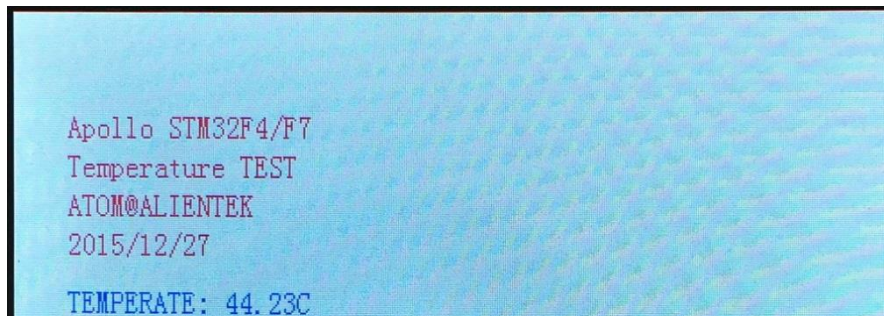 Apollo STM32F4/F7
Temperature TEST
ATOM@ALIENTEK
2015/12/27
TEMPERATE: 44.23C